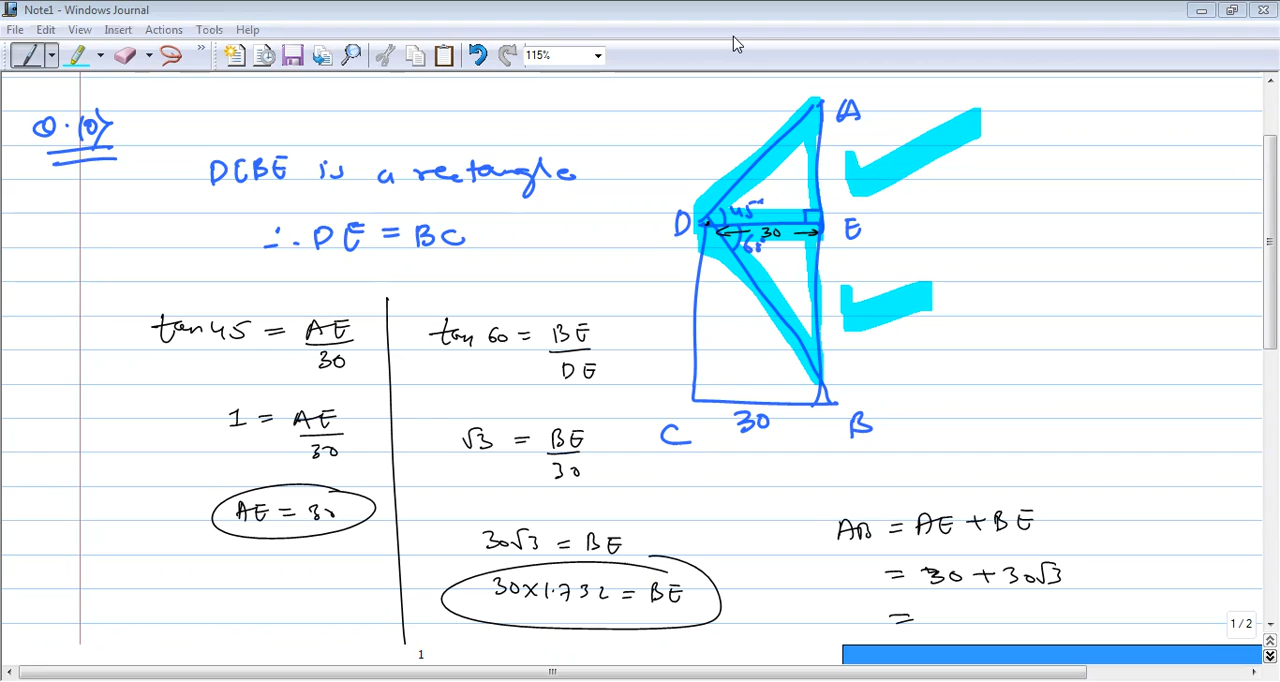 Note1 - Windows Journal
File Edit View Insert Actions Tools Help
115%
Q.10)
DCBE is a rectangle
∴ DE = BC
A
D
45°
E
30
60°
C
30
B
tan 45 = AE/30
1 = AE/30
AE = 30
tan 60 = BE/DE
√3 = BE/30
30√3 = BE
30×1.732 = BE
AB = AE + BE
= 30 + 30√3
=
1 / 2
1